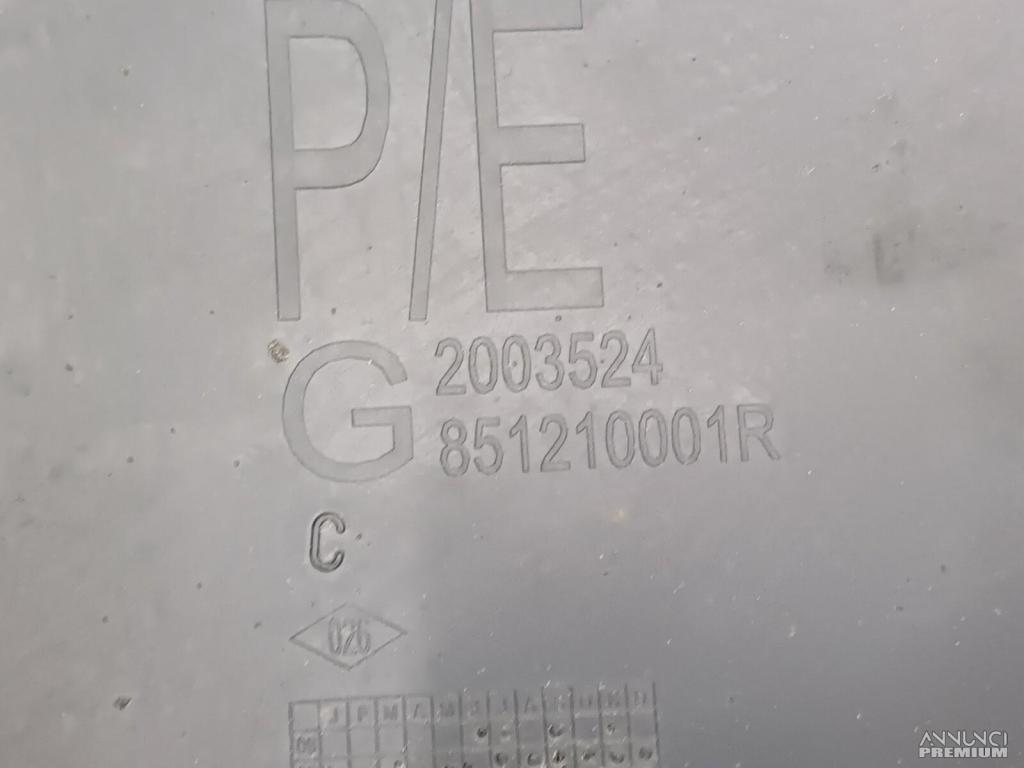 P/E
G 2003524
851210001R
C
026
J F M A M J J A S O N D
ANNUNCI
PREMIUM